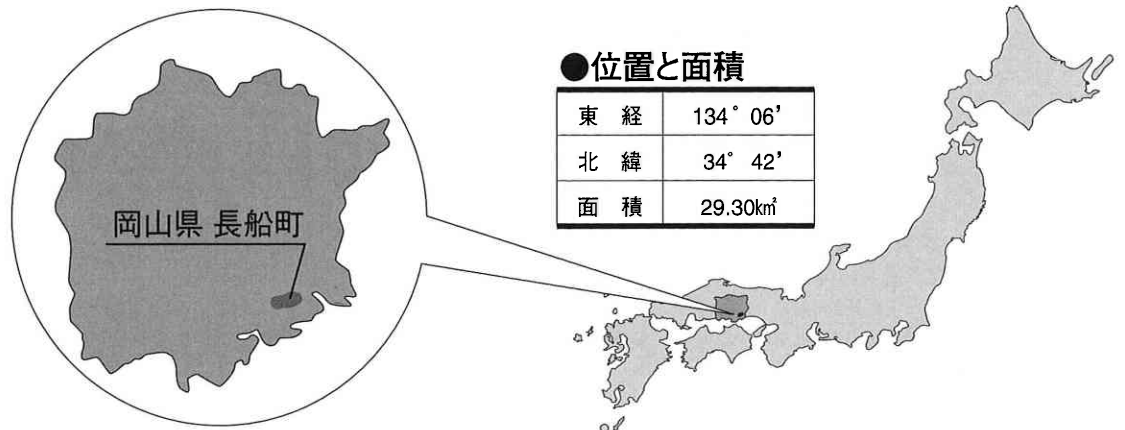 ●位置と面積
東 経 134° 06’
北 緯 34° 42’
面 積 29.30k㎡
岡山県 長船町